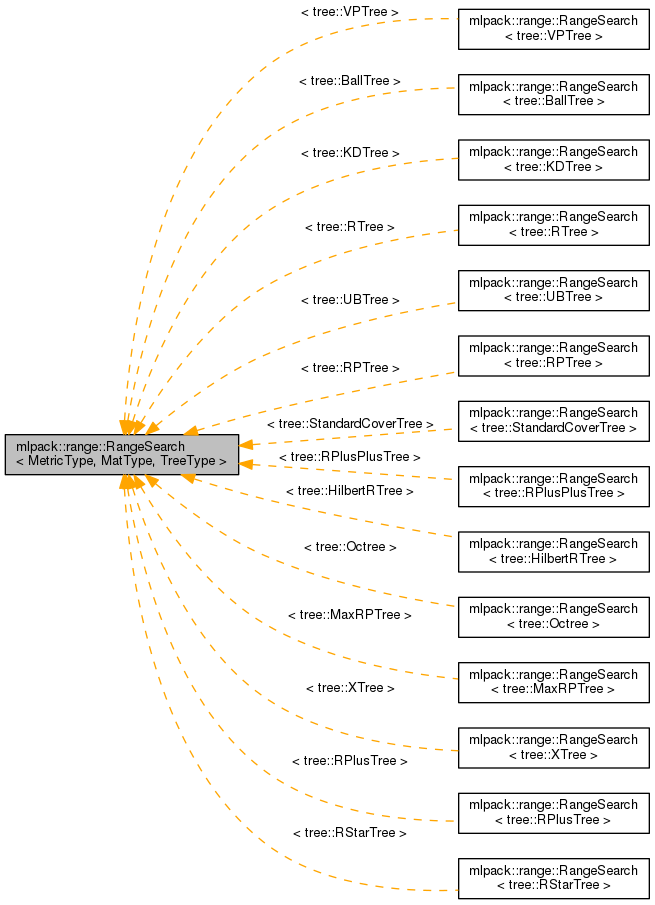 < tree::VPTree >
mlpack::range::RangeSearch
< tree::VPTree >
< tree::BallTree >
mlpack::range::RangeSearch
< tree::BallTree >
< tree::KDTree >
mlpack::range::RangeSearch
< tree::KDTree >
< tree::RTree >
mlpack::range::RangeSearch
< tree::RTree >
< tree::UBTree >
mlpack::range::RangeSearch
< tree::UBTree >
< tree::RPTree >
mlpack::range::RangeSearch
< tree::RPTree >
< tree::StandardCoverTree >
mlpack::range::RangeSearch
< tree::StandardCoverTree >
mlpack::range::RangeSearch
< MetricType, MatType, TreeType >
< tree::RPlusPlusTree >
mlpack::range::RangeSearch
< tree::RPlusPlusTree >
< tree::HilbertRTree >
mlpack::range::RangeSearch
< tree::HilbertRTree >
< tree::Octree >
mlpack::range::RangeSearch
< tree::Octree >
< tree::MaxRPTree >
mlpack::range::RangeSearch
< tree::MaxRPTree >
< tree::XTree >
mlpack::range::RangeSearch
< tree::XTree >
< tree::RPlusTree >
mlpack::range::RangeSearch
< tree::RPlusTree >
< tree::RStarTree >
mlpack::range::RangeSearch
< tree::RStarTree >